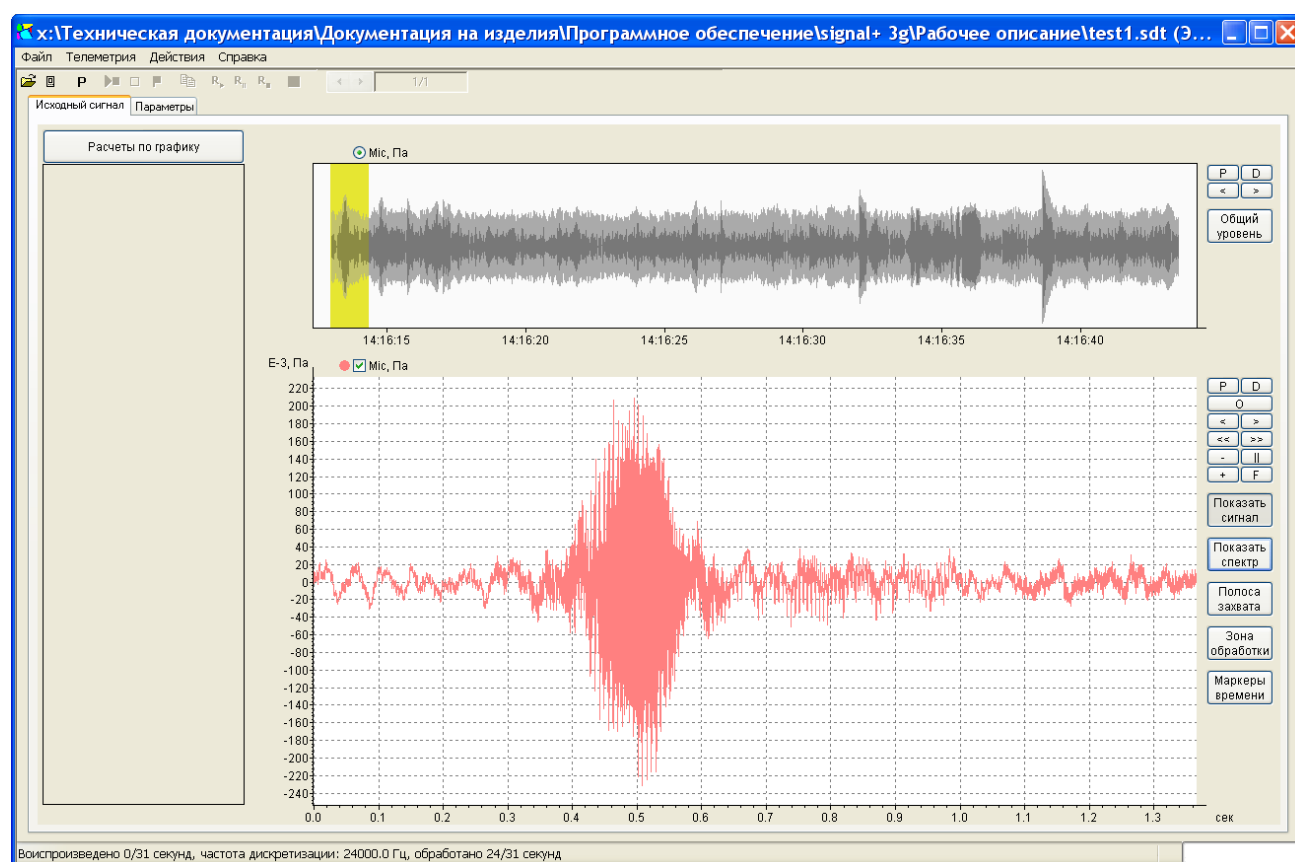 x:\Техническая документация\Документация на изделия\Программное обеспечение\signal+ 3g\Рабочее описание\test1.sdt (Э...
Файл Телеметрия Действия Справка
P R R R < > 1/1
Исходный сигнал Параметры
Расчеты по графику
Mic, Па
P D
< >
Общий
уровень
14:16:15 14:16:20 14:16:25 14:16:30 14:16:35 14:16:40
E-3, Па Mic, Па
220
200
180
160
140
120
100
80
60
40
20
0
-20
-40
-60
-80
-100
-120
-140
-160
-180
-200
-220
-240
P D
O
< >
<< >>
- ||
+ F
Показать
сигнал
Показать
спектр
Полоса
захвата
Зона
обработки
Маркеры
времени
0.0 0.1 0.2 0.3 0.4 0.5 0.6 0.7 0.8 0.9 1.0 1.1 1.2 1.3 сек
Воиспроизведено 0/31 секунд, частота дискретизации: 24000.0 Гц, обработано 24/31 секунд